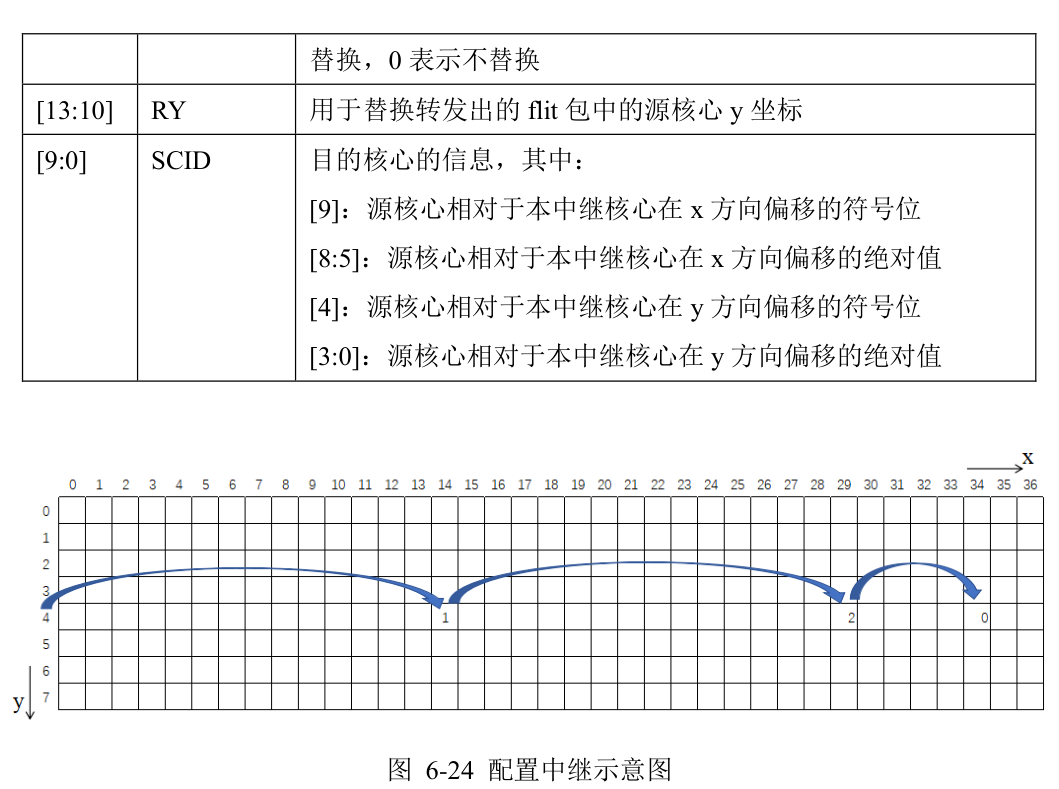 替换，0 表示不替换
[13:10] RY 用于替换转发出的 flit 包中的源核心 y 坐标
[9:0] SCID 目的核心的信息，其中：
[9]：源核心相对于本中继核心在 x 方向偏移的符号位
[8:5]：源核心相对于本中继核心在 x 方向偏移的绝对值
[4]：源核心相对于本中继核心在 y 方向偏移的符号位
[3:0]：源核心相对于本中继核心在 y 方向偏移的绝对值
x
0 1 2 3 4 5 6 7 8 9 10 11 12 13 14 15 16 17 18 19 20 21 22 23 24 25 26 27 28 29 30 31 32 33 34 35 36
0
1
2
3
4 1 2 0
5
6
y 7
图 6-24 配置中继示意图